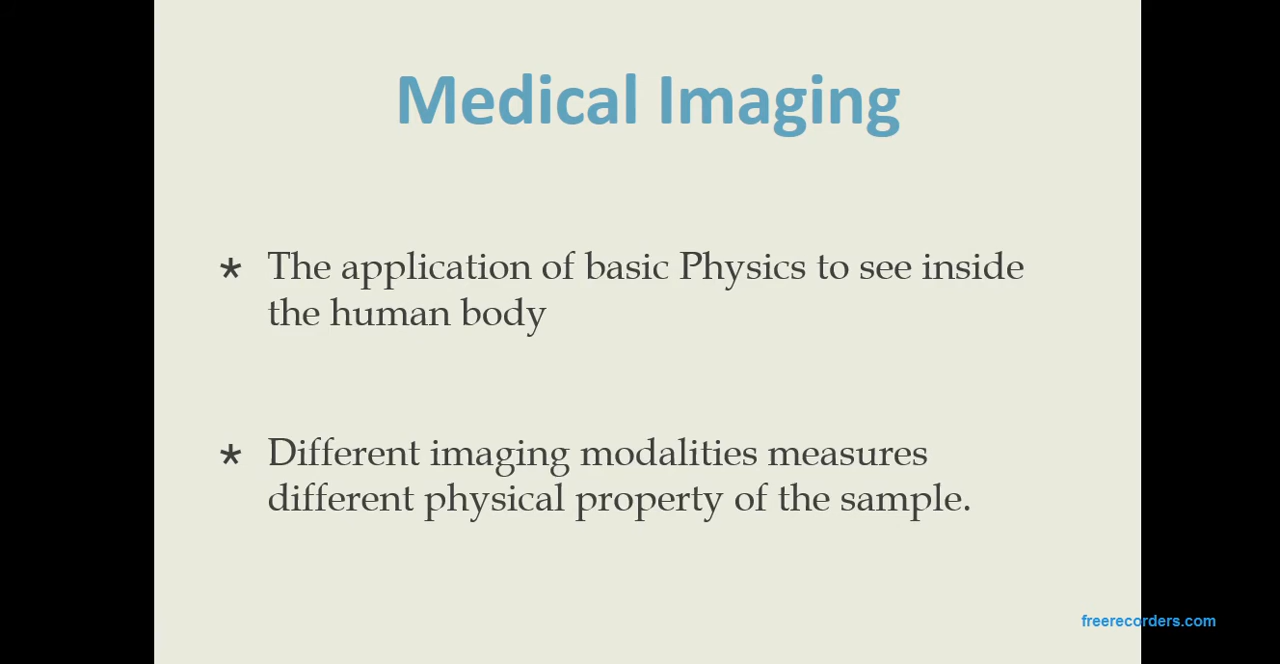 Medical Imaging
* The application of basic Physics to see inside
the human body
* Different imaging modalities measures
different physical property of the sample.
freerecorders.com